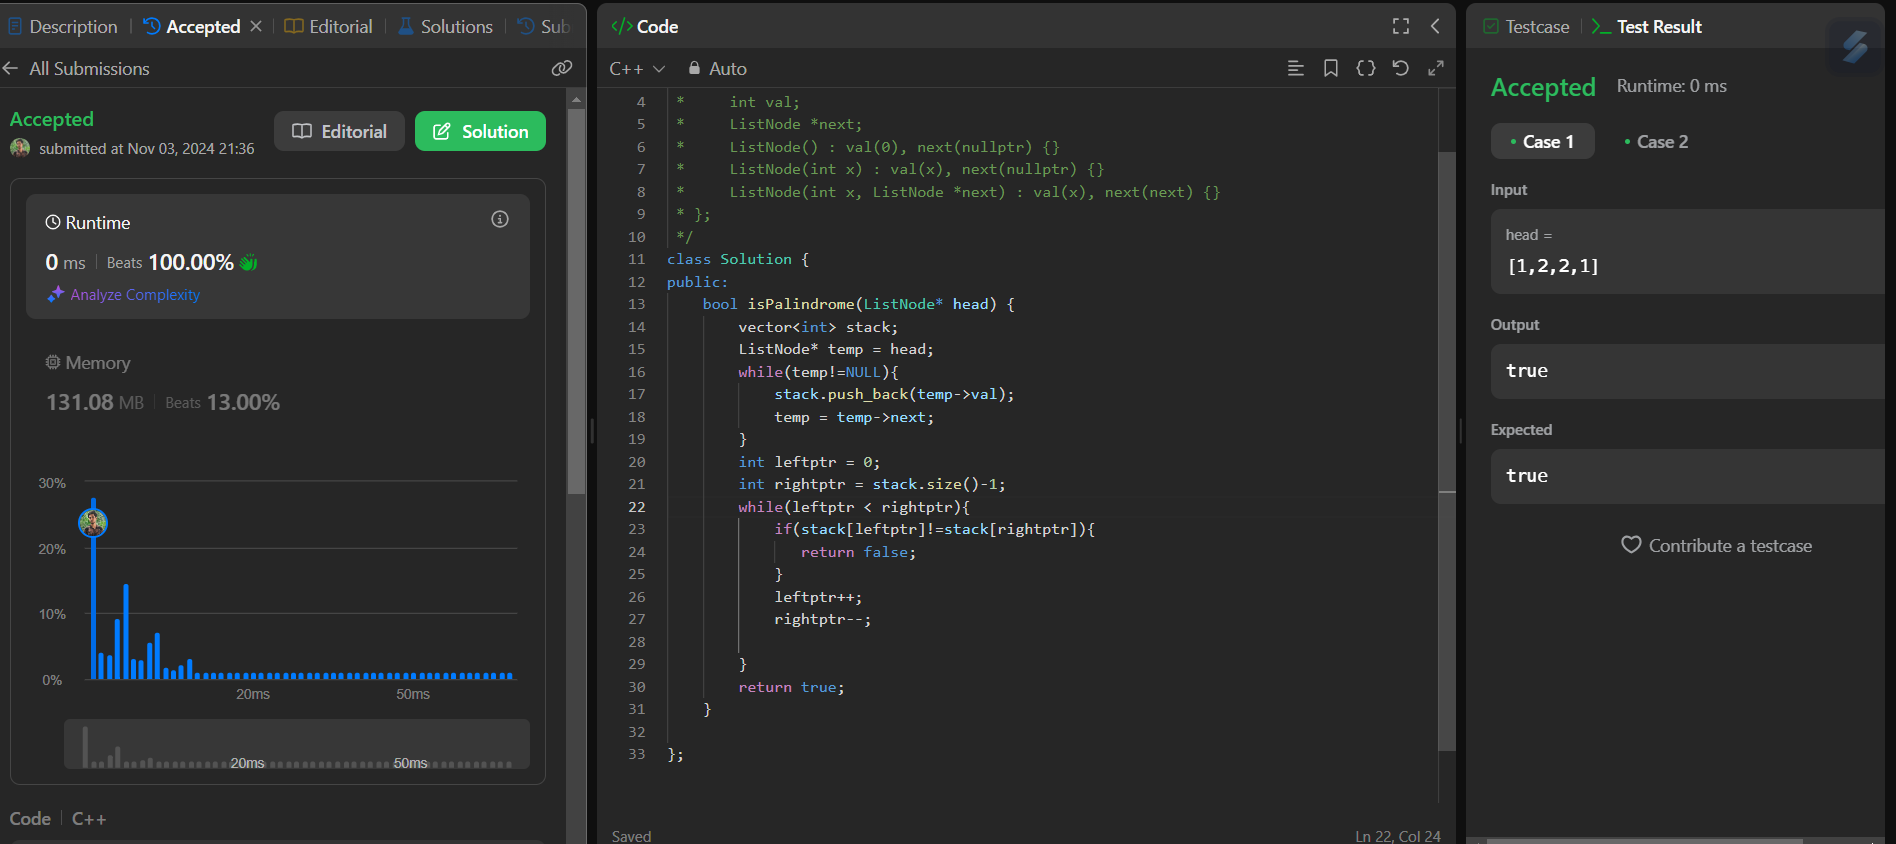 Description
Accepted
Editorial
Solutions
Sub
All Submissions
Accepted
submitted at Nov 03, 2024 21:36
Editorial
Solution
Runtime
0 ms
Beats 100.00%
Analyze Complexity
Memory
131.08 MB
Beats 13.00%
30%
20%
10%
0%
20ms
50ms
20ms
50ms
Code
C++
</> Code
C++
Auto
4 *     int val;
5 *     ListNode *next;
6 *     ListNode() : val(0), next(nullptr) {}
7 *     ListNode(int x) : val(x), next(nullptr) {}
8 *     ListNode(int x, ListNode *next) : val(x), next(next) {}
9 * };
10 */
11 class Solution {
12 public:
13     bool isPalindrome(ListNode* head) {
14         vector<int> stack;
15         ListNode* temp = head;
16         while(temp!=NULL){
17             stack.push_back(temp->val);
18             temp = temp->next;
19         }
20         int leftptr = 0;
21         int rightptr = stack.size()-1;
22         while(leftptr < rightptr){
23             if(stack[leftptr]!=stack[rightptr]){
24                return false;
25             }
26             leftptr++;
27             rightptr--;
28
29         }
30         return true;
31     }
32
33 };
Saved
Ln 22, Col 24
Testcase
Test Result
Accepted
Runtime: 0 ms
• Case 1
• Case 2
Input
head =
[1,2,2,1]
Output
true
Expected
true
Contribute a testcase